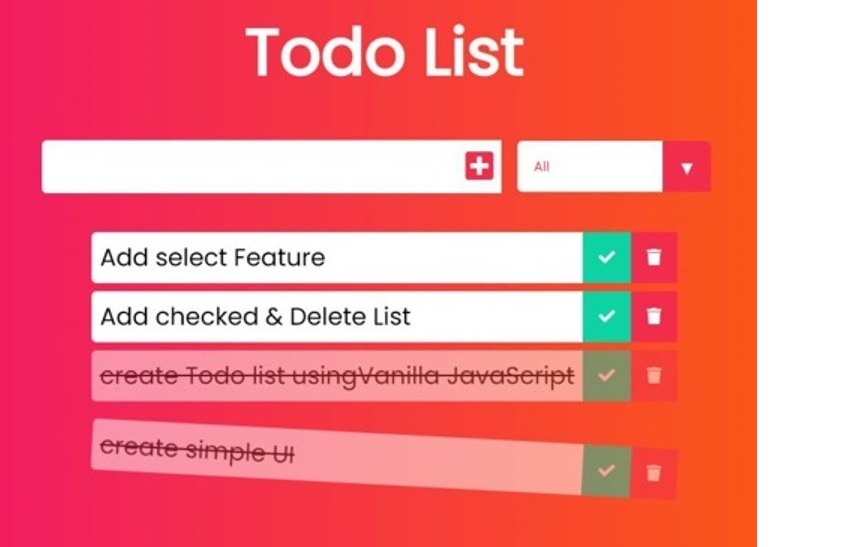 Todo List
All
Add select Feature
Add checked & Delete List
create Todo list usingVanilla JavaScript
create simple UI